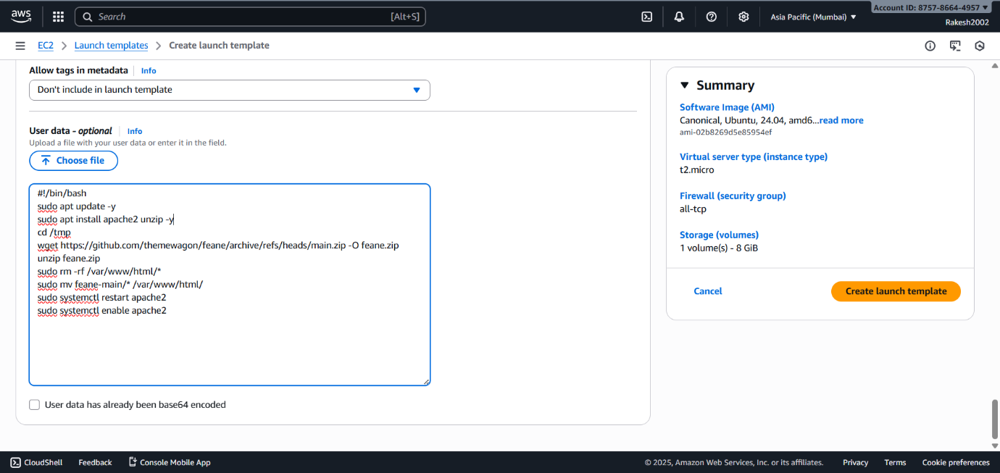 aws
Search [Alt+S]
Asia Pacific (Mumbai)
Account ID: 8757-8664-4957
Rakesh2002
EC2 > Launch templates > Create launch template
Allow tags in metadata Info
Don't include in launch template
User data - optional Info
Upload a file with your user data or enter it in the field.
Choose file
#!/bin/bash
sudo apt update -y
sudo apt install apache2 unzip -y
cd /tmp
wget https://github.com/themewagon/feane/archive/refs/heads/main.zip -O feane.zip
unzip feane.zip
sudo rm -rf /var/www/html/*
sudo mv feane-main/* /var/www/html/
sudo systemctl restart apache2
sudo systemctl enable apache2
User data has already been base64 encoded
Summary
Software Image (AMI)
Canonical, Ubuntu, 24.04, amd6...read more
ami-02b8269d5e85954ef
Virtual server type (instance type)
t2.micro
Firewall (security group)
all-tcp
Storage (volumes)
1 volume(s) - 8 GiB
Cancel Create launch template
CloudShell Feedback Console Mobile App © 2025, Amazon Web Services, Inc. or its affiliates. Privacy Terms Cookie preferences